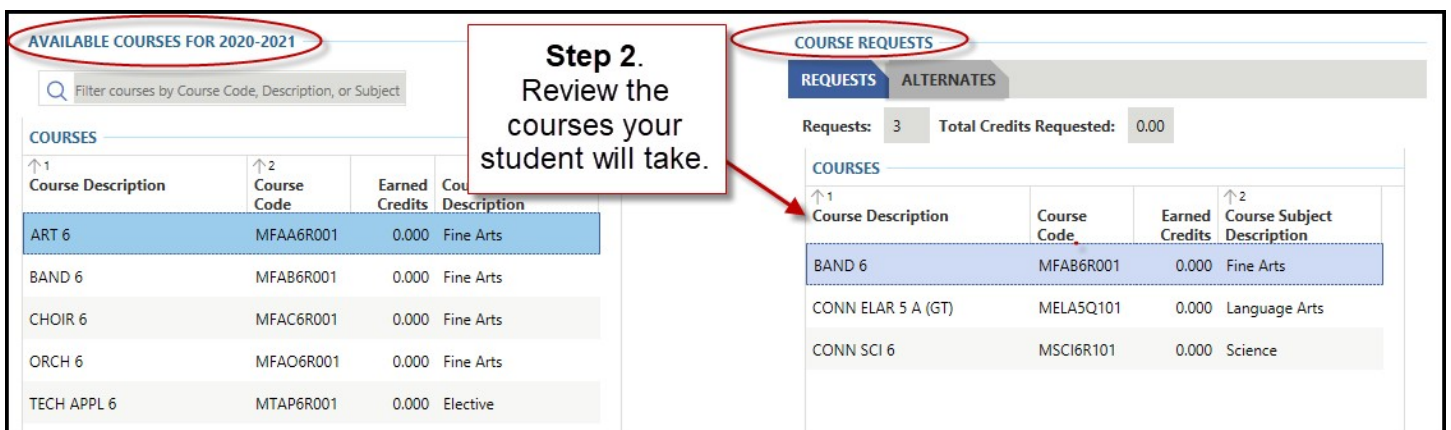 AVAILABLE COURSES FOR 2020-2021
Filter courses by Course Code, Description, or Subject
COURSES
↑1 ↑2
Course Description Course Code Earned Credits Cou Description
ART 6 MFAA6R001 0.000 Fine Arts
BAND 6 MFAB6R001 0.000 Fine Arts
CHOIR 6 MFAC6R001 0.000 Fine Arts
ORCH 6 MFAO6R001 0.000 Fine Arts
TECH APPL 6 MTAP6R001 0.000 Elective
Step 2.
Review the
courses your
student will take.
COURSE REQUESTS
REQUESTS ALTERNATES
Requests: 3 Total Credits Requested: 0.00
COURSES
↑1 ↑2
Course Description Course Code Earned Credits Course Subject Description
BAND 6 MFAB6R001 0.000 Fine Arts
CONN ELAR 5 A (GT) MELA5Q101 0.000 Language Arts
CONN SCI 6 MSCI6R101 0.000 Science